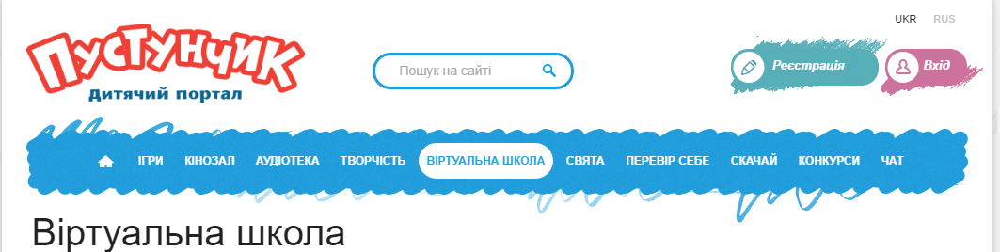 UKR RUS
ПУСТУНЧИК
Дитячий портал
Пошук на сайті
Реєстрація
Вхід
ІГРИ КІНОЗАЛ АУДІОТЕКА ТВОРЧІСТЬ ВІРТУАЛЬНА ШКОЛА СВЯТА ПЕРЕВІР СЕБЕ СКАЧАЙ КОНКУРСИ ЧАТ
Віртуальна школа